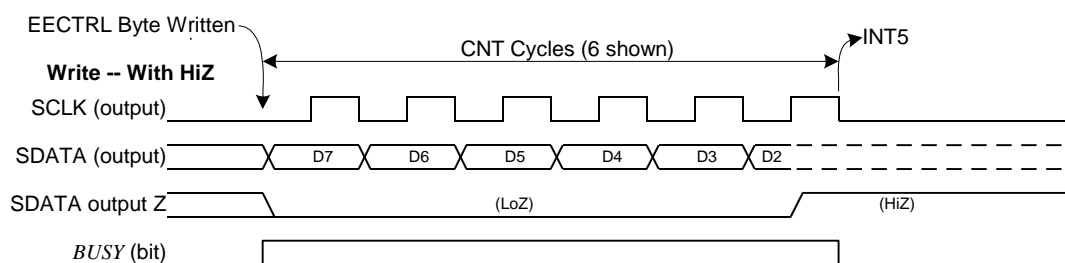 EECTRL Byte Written
CNT Cycles (6 shown)
INT5
Write -- With HiZ
SCLK (output)
SDATA (output)
D7 D6 D5 D4 D3 D2
SDATA output Z
(LoZ)
(HiZ)
BUSY (bit)